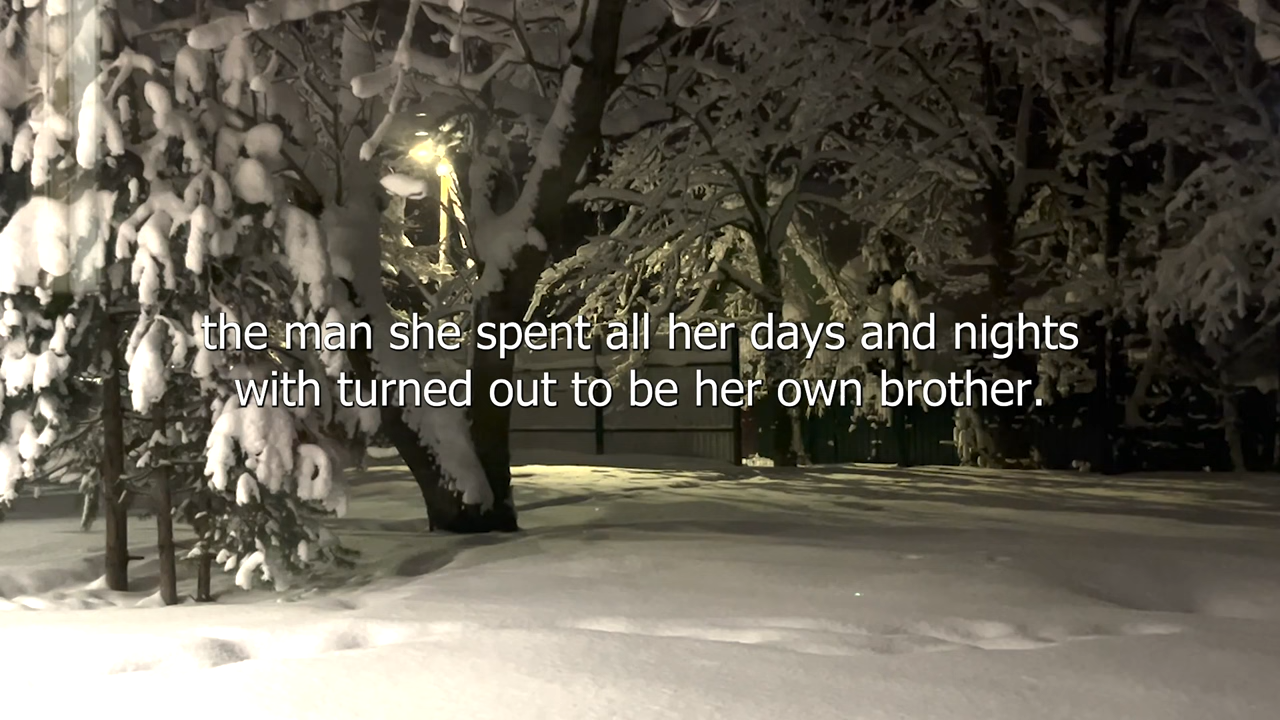 the man she spent all her days and nights
with turned out to be her own brother.